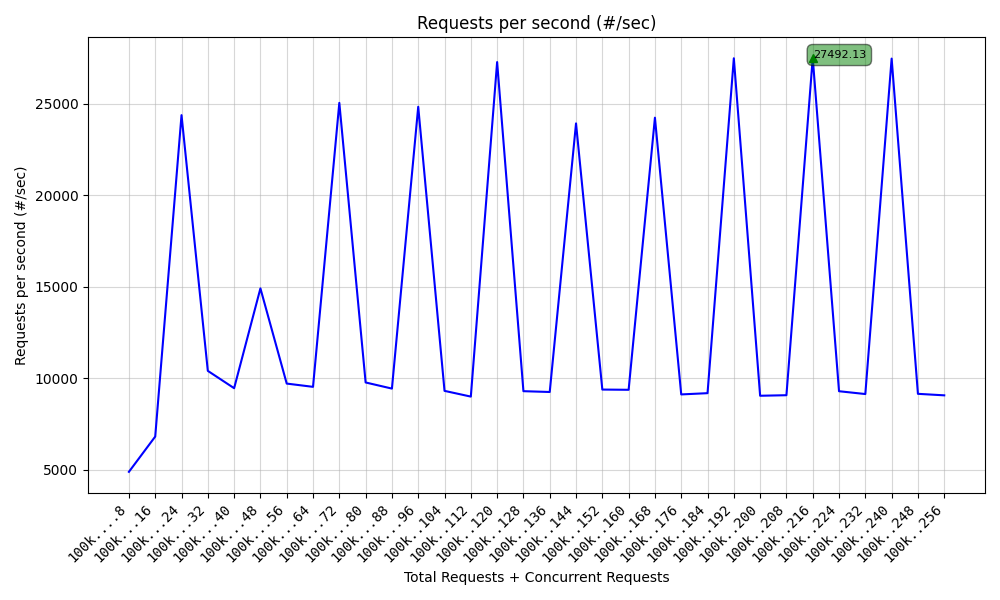 Requests per second (#/sec)
27492.13
25000
20000
15000
10000
5000
Requests per second (#/sec)
100k....8
100k...16
100k...24
100k...32
100k...40
100k...48
100k...56
100k...64
100k...72
100k...80
100k...88
100k...96
100k..104
100k..112
100k..120
100k..128
100k..136
100k..144
100k..152
100k..160
100k..168
100k..176
100k..184
100k..192
100k..200
100k..208
100k..216
100k..224
100k..232
100k..240
100k..248
100k..256
Total Requests + Concurrent Requests